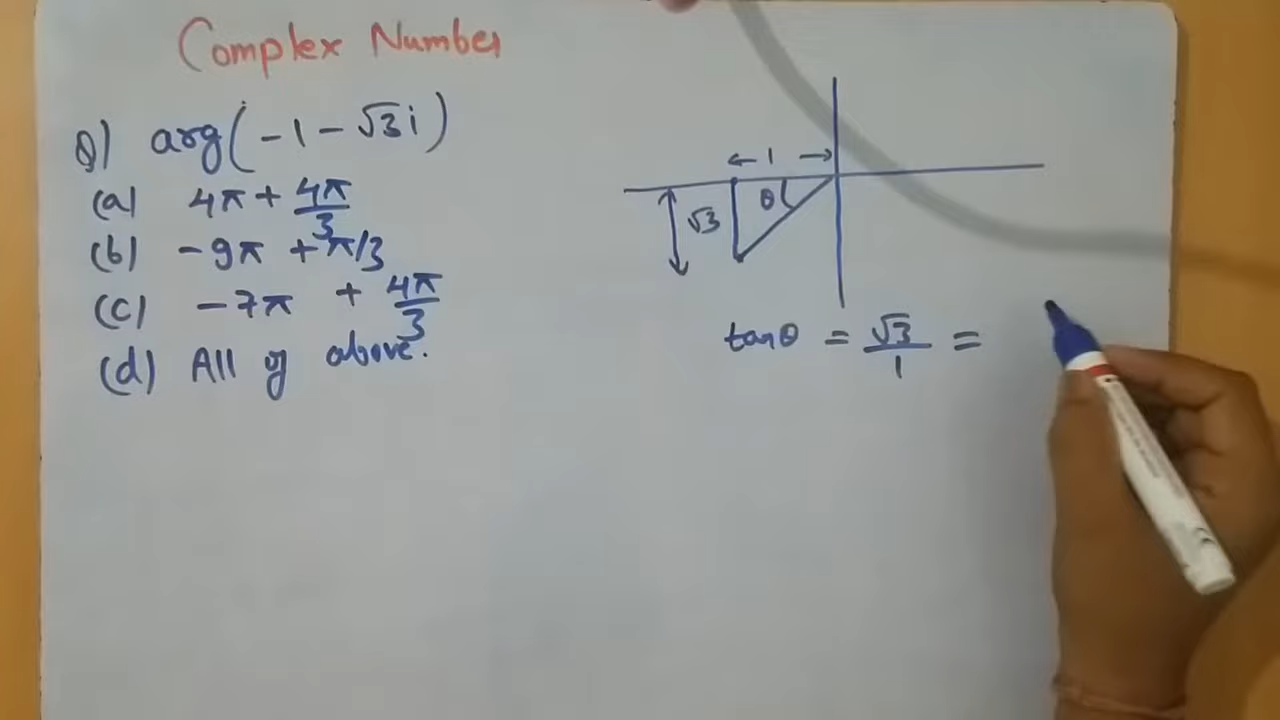 Complex Number
Q) arg(-1 - √3i)
(a) 4π + 4π/3
(b) -9π + π/3
(c) -7π + 4π/3
(d) All of above.
1
θ
√3
tanθ = √3/1 =